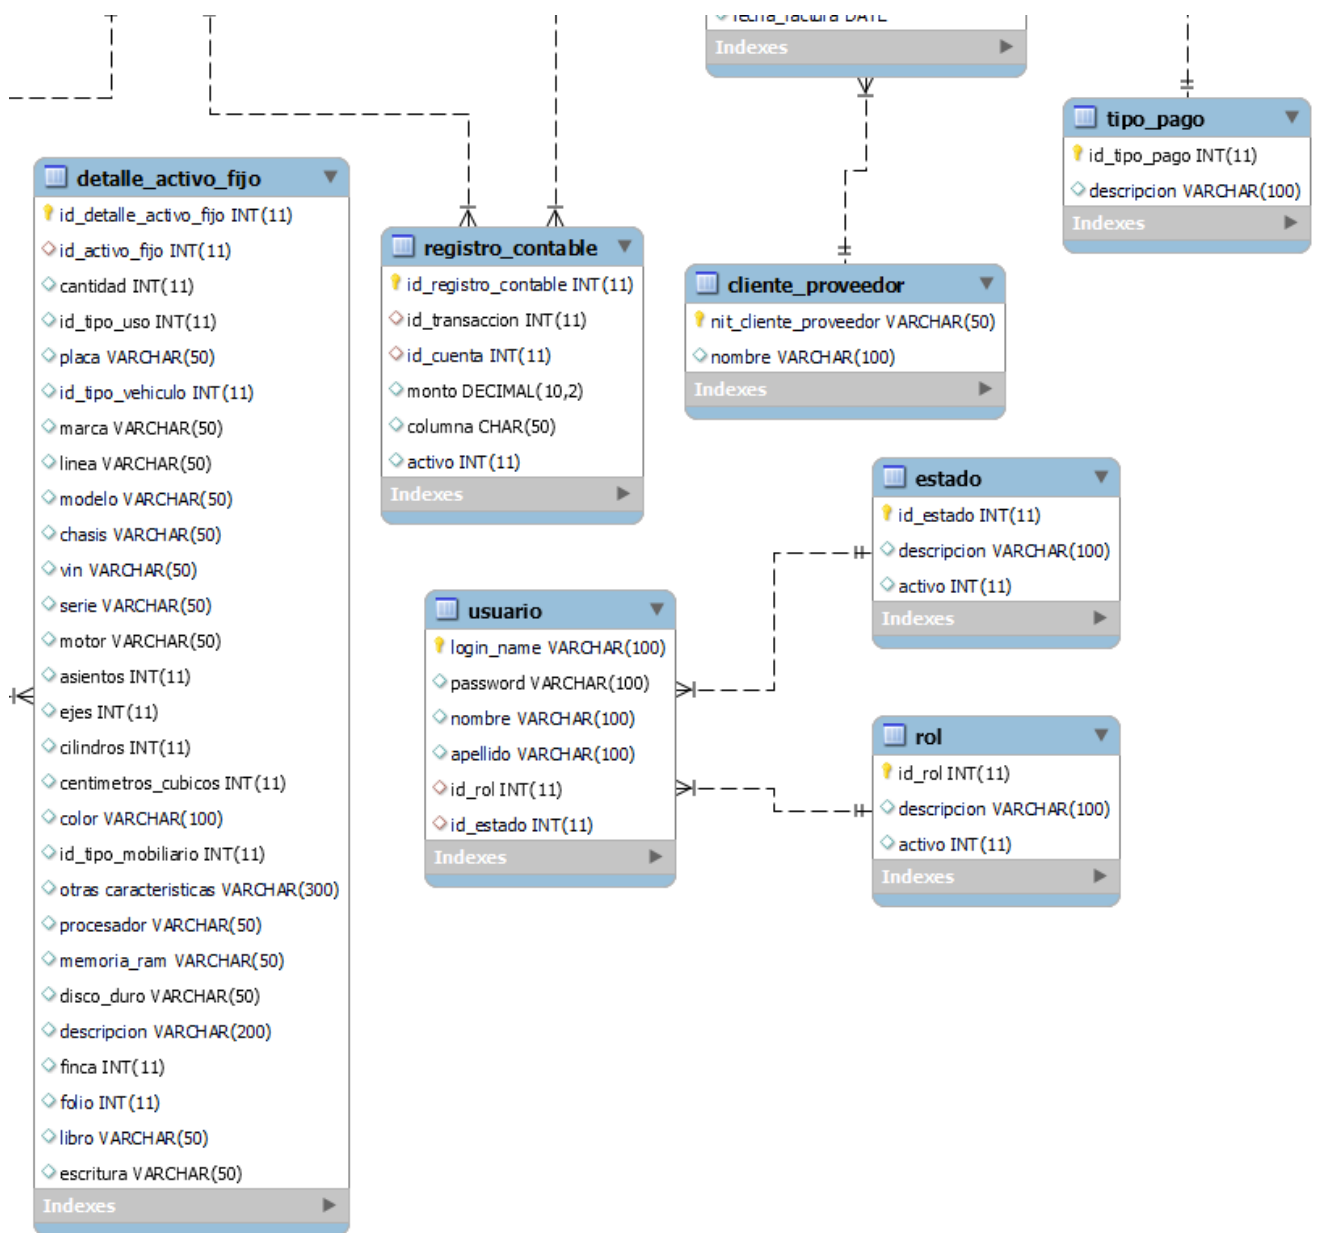 fecha_factura DATE
Indexes
tipo_pago
id_tipo_pago INT(11)
descripcion VARCHAR(100)
Indexes
detalle_activo_fijo
id_detalle_activo_fijo INT(11)
id_activo_fijo INT(11)
cantidad INT(11)
id_tipo_uso INT(11)
placa VARCHAR(50)
id_tipo_vehiculo INT(11)
marca VARCHAR(50)
linea VARCHAR(50)
modelo VARCHAR(50)
chasis VARCHAR(50)
vin VARCHAR(50)
serie VARCHAR(50)
motor VARCHAR(50)
asientos INT(11)
ejes INT(11)
cilindros INT(11)
centimetros_cubicos INT(11)
color VARCHAR(100)
id_tipo_mobiliario INT(11)
otras caracteristicas VARCHAR(300)
procesador VARCHAR(50)
memoria_ram VARCHAR(50)
disco_duro VARCHAR(50)
descripcion VARCHAR(200)
finca INT(11)
folio INT(11)
libro VARCHAR(50)
escritura VARCHAR(50)
Indexes
registro_contable
id_registro_contable INT(11)
id_transaccion INT(11)
id_cuenta INT(11)
monto DECIMAL(10,2)
columna CHAR(50)
activo INT(11)
Indexes
cliente_proveedor
nit_cliente_proveedor VARCHAR(50)
nombre VARCHAR(100)
Indexes
estado
id_estado INT(11)
descripcion VARCHAR(100)
activo INT(11)
Indexes
usuario
login_name VARCHAR(100)
password VARCHAR(100)
nombre VARCHAR(100)
apellido VARCHAR(100)
id_rol INT(11)
id_estado INT(11)
Indexes
rol
id_rol INT(11)
descripcion VARCHAR(100)
activo INT(11)
Indexes